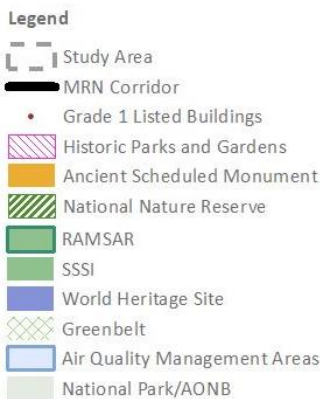 Legend
Study Area
MRN Corridor
Grade 1 Listed Buildings
Historic Parks and Gardens
Ancient Scheduled Monument
National Nature Reserve
RAMSAR
SSSI
World Heritage Site
Greenbelt
Air Quality Management Areas
National Park/AONB